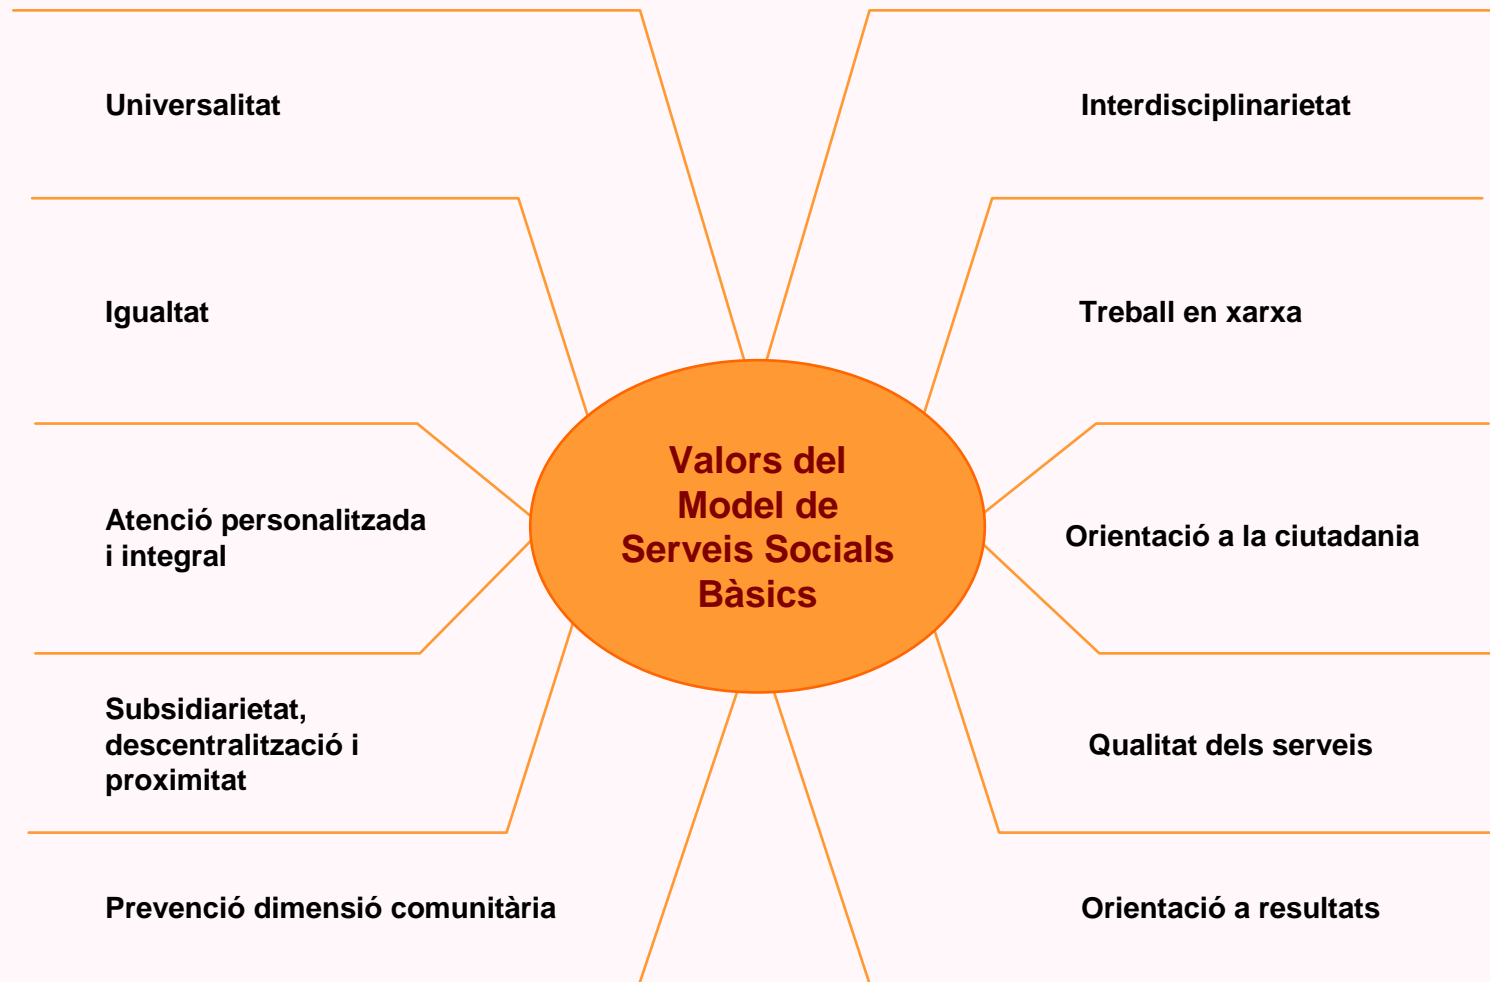 Universalitat
Igualtat
Atenció personalitzada
i integral
Subsidiarietat,
descentralització i
proximitat
Prevenció dimensió comunitària
Valors del
Model de
Serveis Socials
Bàsics
Interdisciplinarietat
Treball en xarxa
Orientació a la ciutadania
Qualitat dels serveis
Orientació a resultats